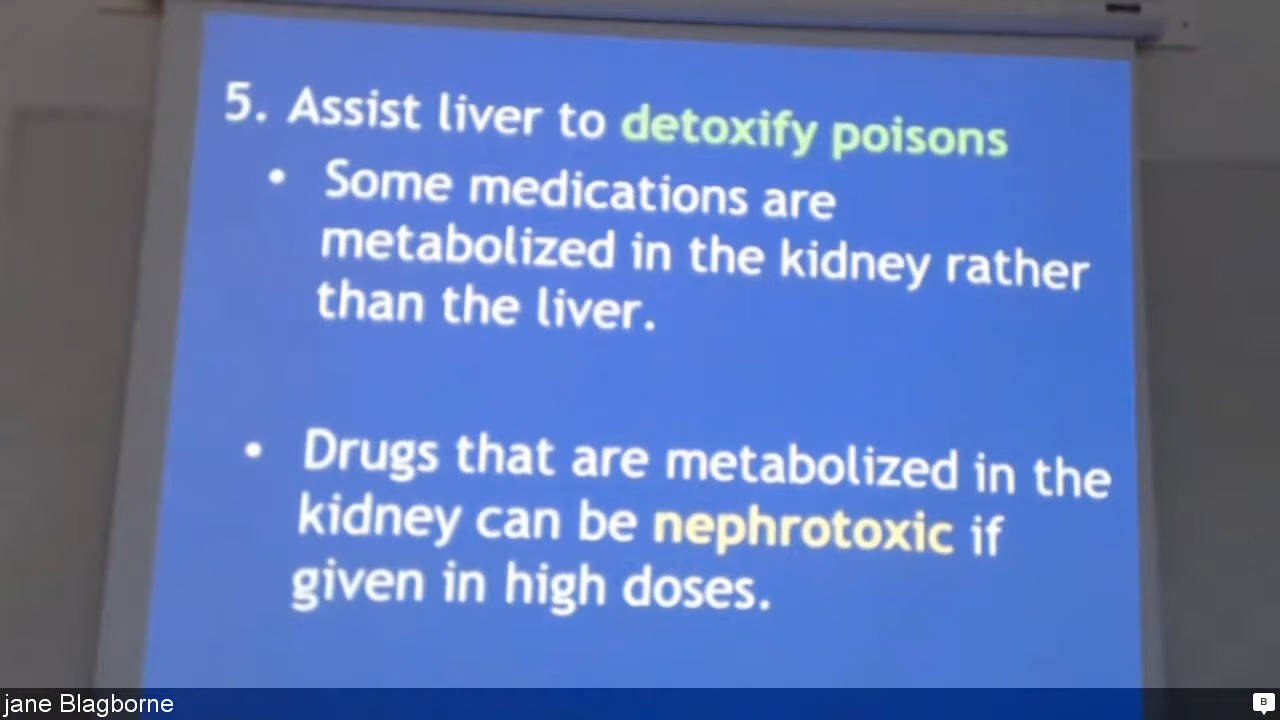 5. Assist liver to detoxify poisons
• Some medications are
metabolized in the kidney rather
than the liver.
• Drugs that are metabolized in the
kidney can be nephrotoxic if
given in high doses.
jane Blagborne
B